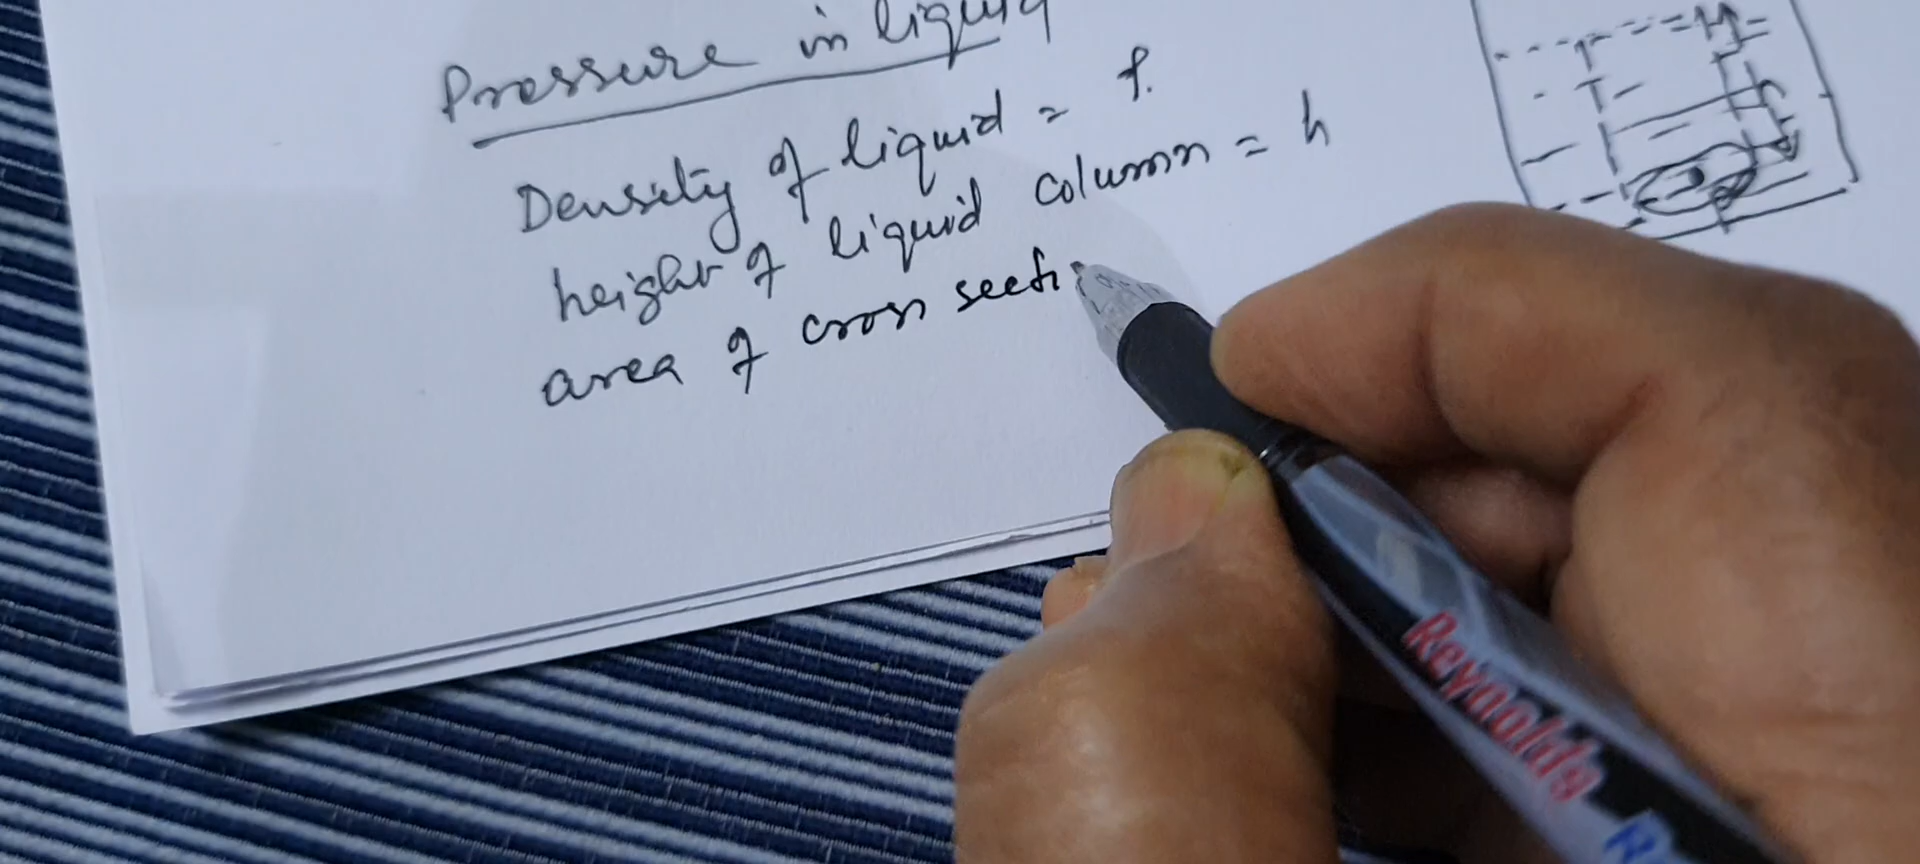 Pressure in liquid
Density of liquid = ρ.
height of liquid column = h
area of cross secti
Reynolds